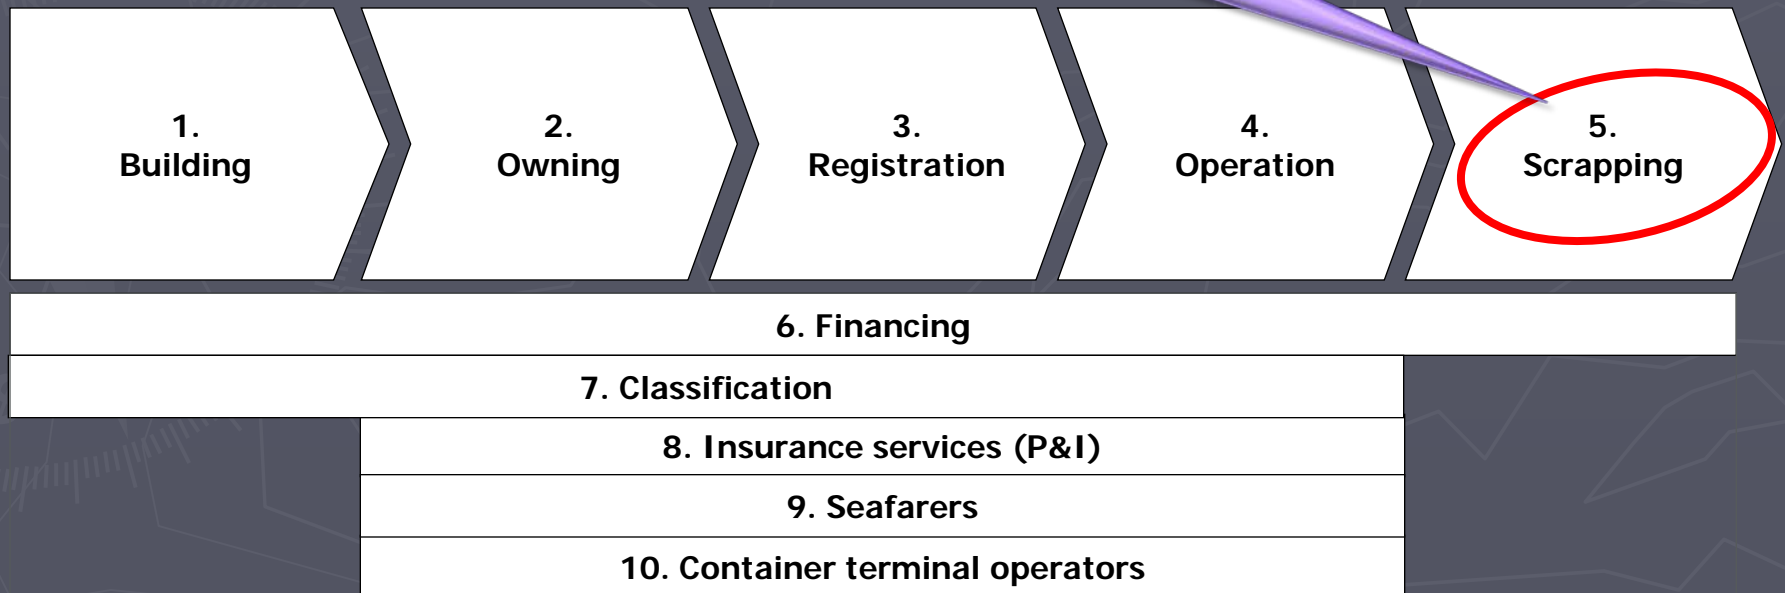 1.
Building
2.
Owning
3.
Registration
4.
Operation
5.
Scrapping
6. Financing
7. Classification
8. Insurance services (P&I)
9. Seafarers
10. Container terminal operators